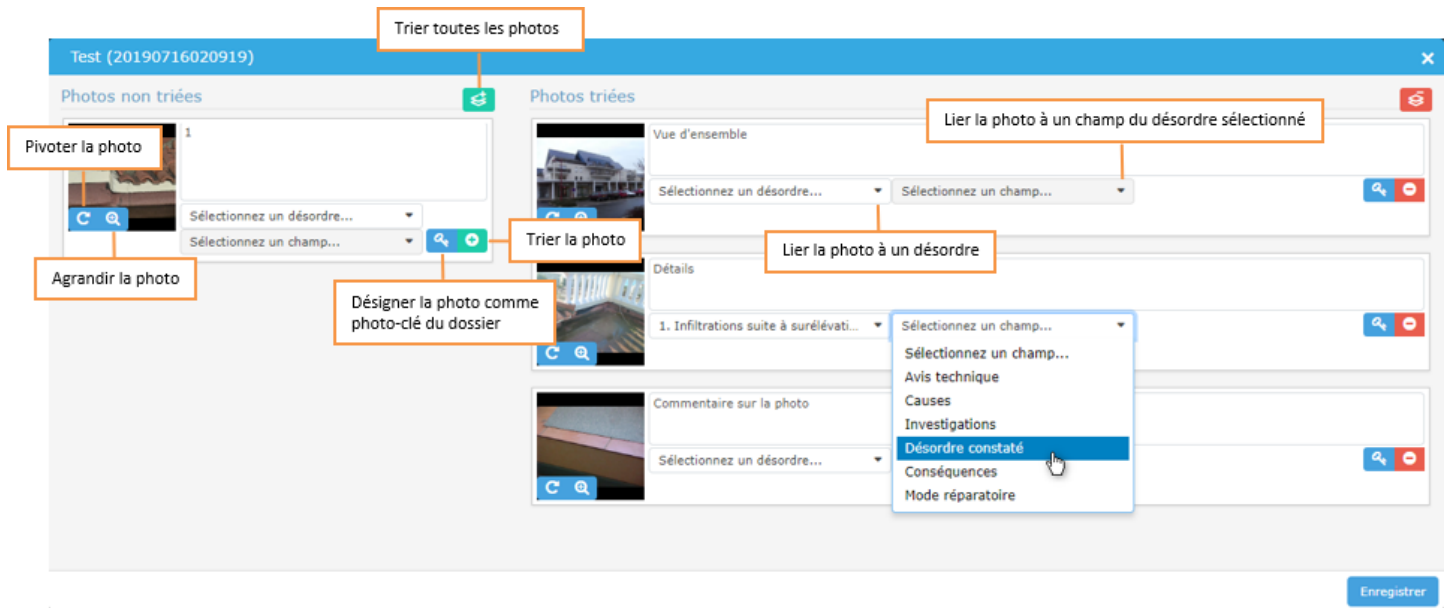 Trier toutes les photos
Test (20190716020919)
Photos non triées
Photos triées
Pivoter la photo
1
Sélectionnez un désordre...
Sélectionnez un champ...
Agrandir la photo
Trier la photo
Désigner la photo comme
photo-clé du dossier
Vue d'ensemble
Lier la photo à un champ du désordre sélectionné
Sélectionnez un désordre...
Sélectionnez un champ...
Lier la photo à un désordre
Détails
1. Infiltrations suite à surélévati...
Sélectionnez un champ...
Sélectionnez un champ...
Avis technique
Causes
Investigations
Désordre constaté
Conséquences
Mode réparatoire
Commentaire sur la photo
Sélectionnez un désordre...
Enregistrer